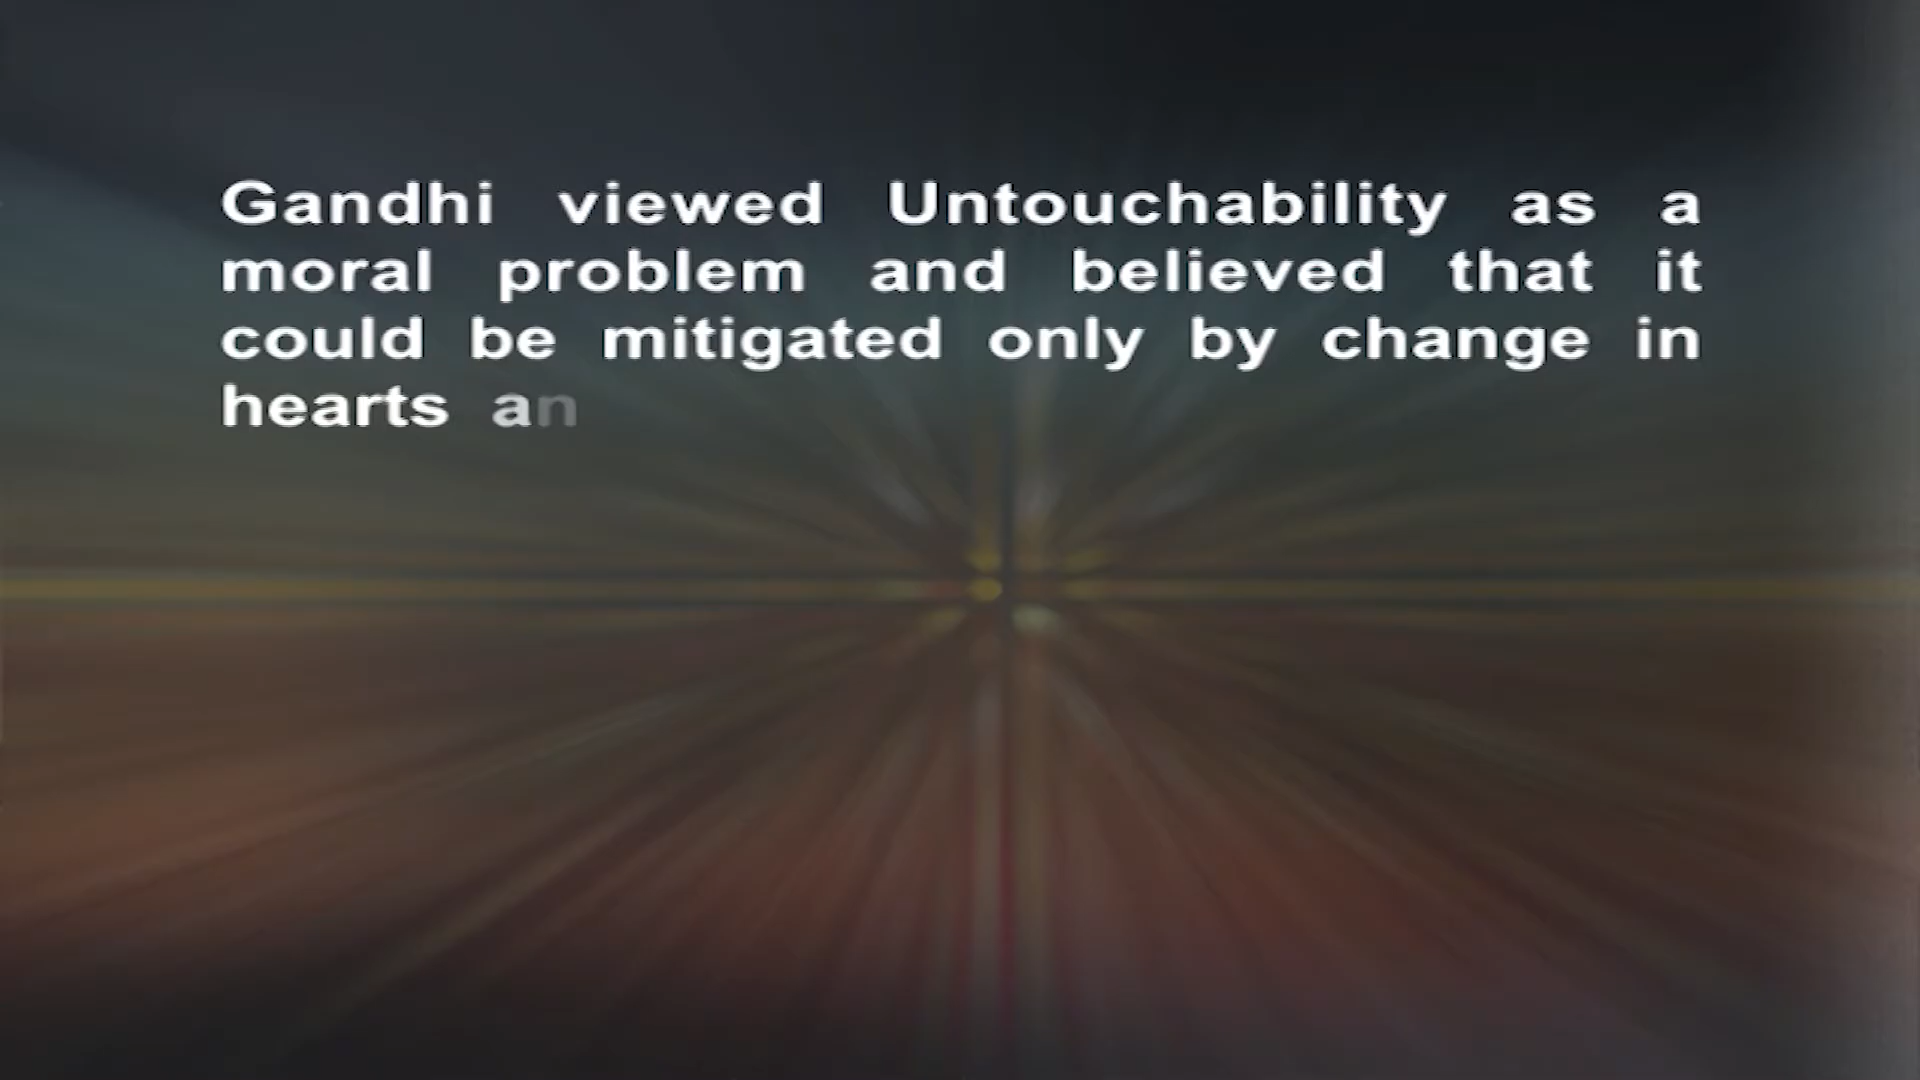 Gandhi viewed Untouchability as a
moral problem and believed that it
could be mitigated only by change in
hearts an